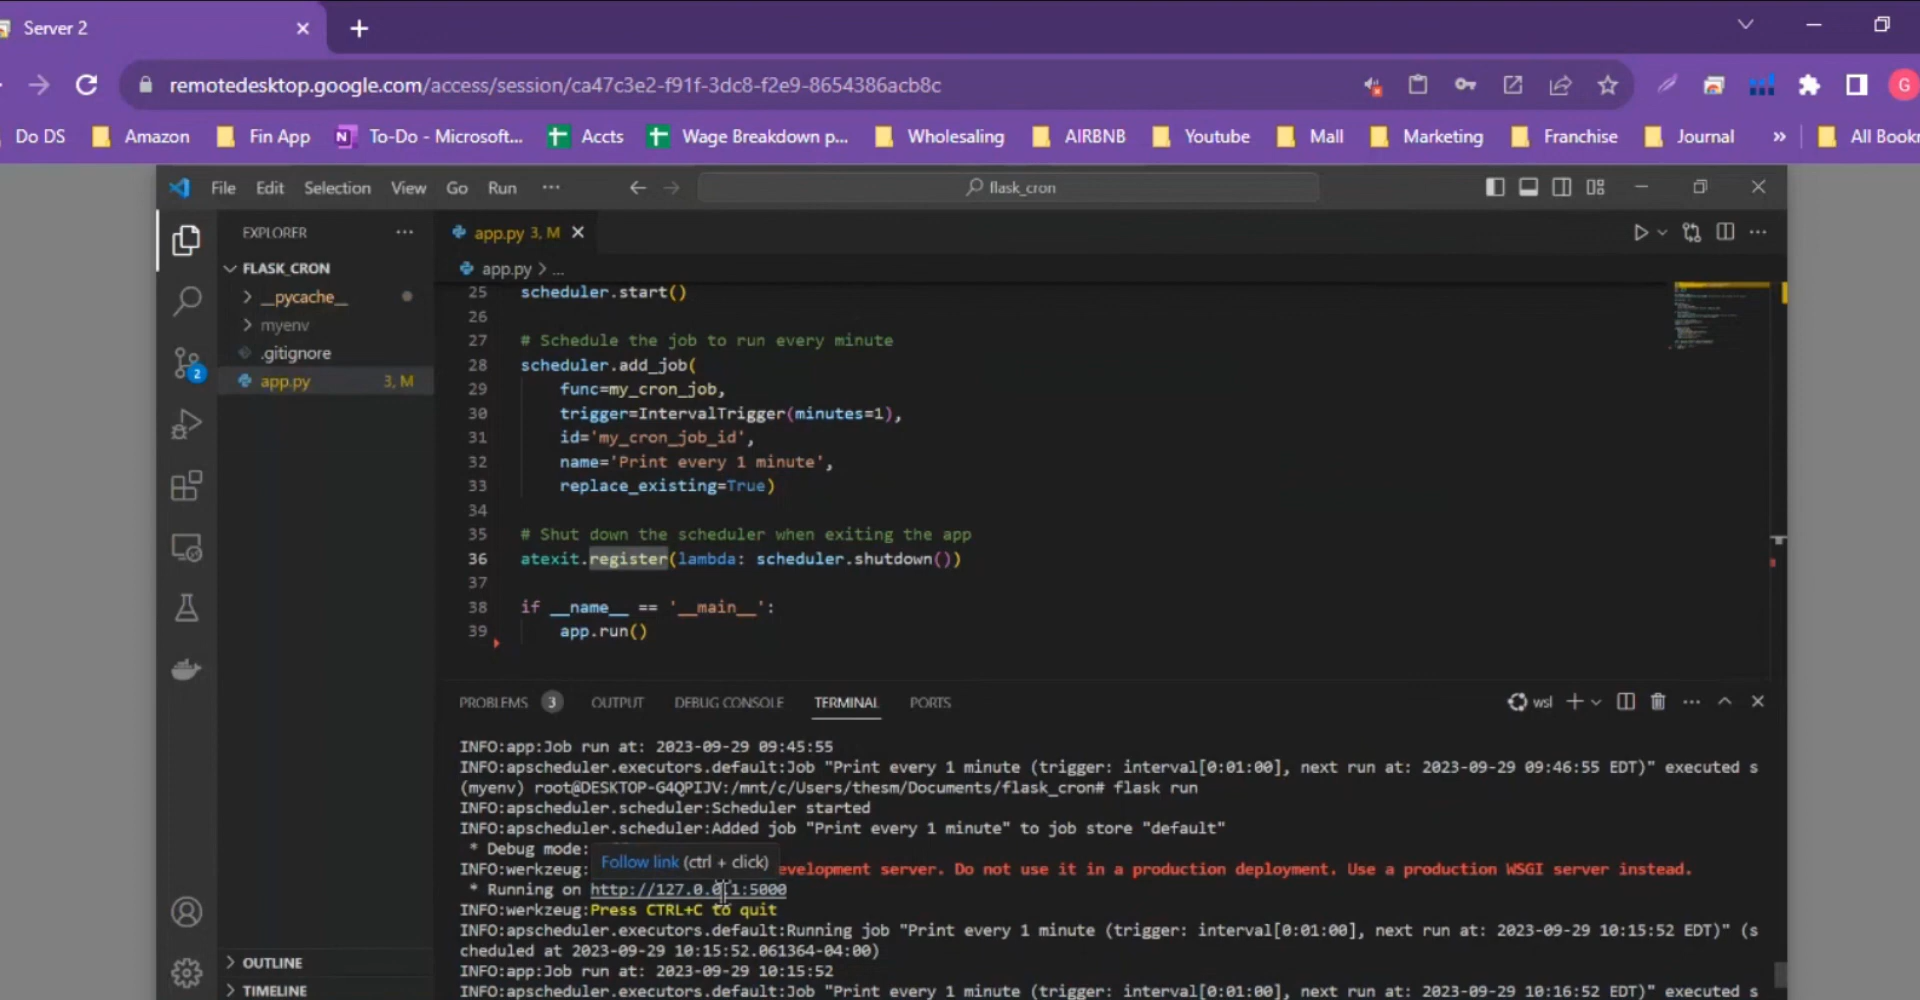 Server 2
remotedesktop.google.com/access/session/ca47c3e2-f91f-3dc8-f2e9-8654386acb8c
G
Do DS Amazon Fin App To-Do - Microsoft... Accts Wage Breakdown p... Wholesaling AIRBNB Youtube Mall Marketing Franchise Journal » All Bookr
File Edit Selection View Go Run ... flask_cron
EXPLORER ...
app.py 3, M
FLASK_CRON
app.py > ...
__pycache__
myenv
.gitignore
app.py 3, M
2
25 scheduler.start()
26
27 # Schedule the job to run every minute
28 scheduler.add_job(
29 func=my_cron_job,
30 trigger=IntervalTrigger(minutes=1),
31 id='my_cron_job_id',
32 name='Print every 1 minute',
33 replace_existing=True)
34
35 # Shut down the scheduler when exiting the app
36 atexit.register(lambda: scheduler.shutdown())
37
38 if __name__ == '__main__':
39 app.run()
PROBLEMS 3 OUTPUT DEBUG CONSOLE TERMINAL PORTS wsl
INFO:app:Job run at: 2023-09-29 09:45:55
INFO:apscheduler.executors.default:Job "Print every 1 minute (trigger: interval[0:01:00], next run at: 2023-09-29 09:46:55 EDT)" executed s
(myenv) root@DESKTOP-G4QPIJV:/mnt/c/Users/thesm/Documents/flask_cron# flask run
INFO:apscheduler.scheduler:Scheduler started
INFO:apscheduler.scheduler:Added job "Print every 1 minute" to job store "default"
* Debug mode:
Follow link (ctrl + click)
INFO:werkzeug: evelopment server. Do not use it in a production deployment. Use a production WSGI server instead.
* Running on http://127.0.0.1:5000
INFO:werkzeug:Press CTRL+C to quit
INFO:apscheduler.executors.default:Running job "Print every 1 minute (trigger: interval[0:01:00], next run at: 2023-09-29 10:15:52 EDT)" (s
cheduled at 2023-09-29 10:15:52.061364-04:00)
INFO:app:Job run at: 2023-09-29 10:15:52
INFO:apscheduler.executors.default:Job "Print every 1 minute (trigger: interval[0:01:00], next run at: 2023-09-29 10:16:52 EDT)" executed s
OUTLINE
TIMELINE